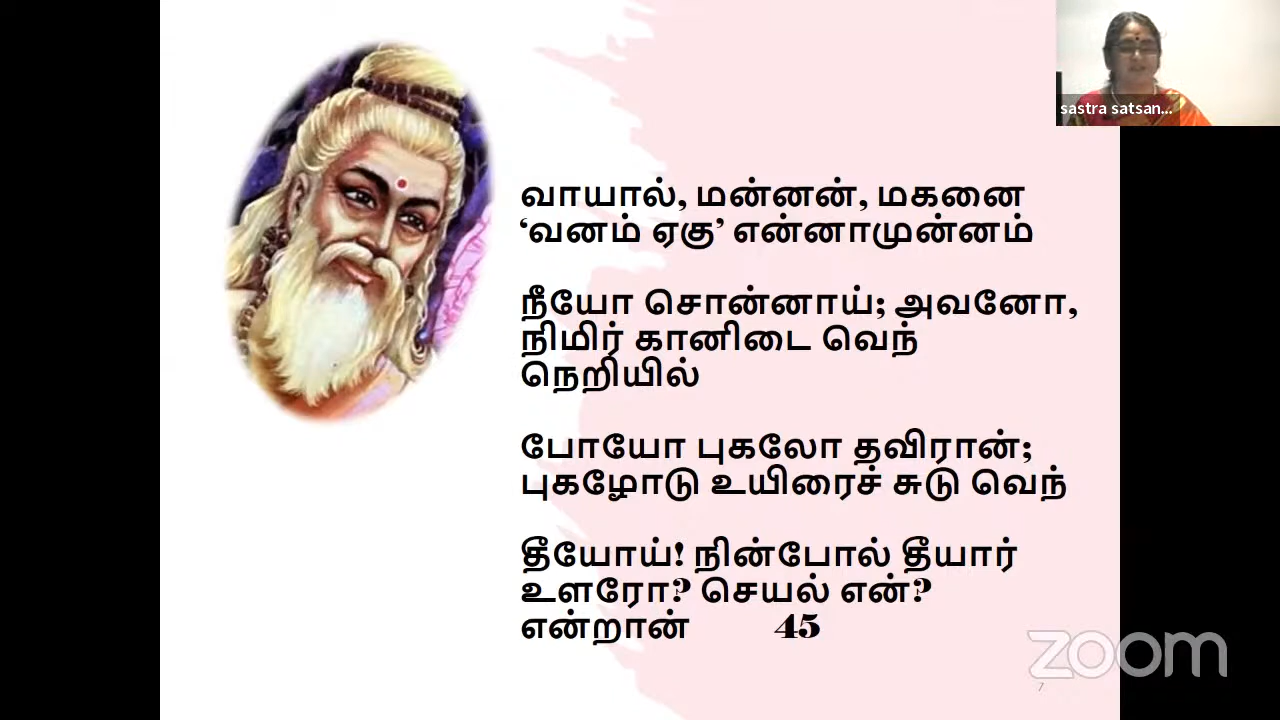 sastra satsan...
வாயால், மன்னன், மகனை
‘வனம் ஏகு’ என்னாமுன்னம்
நீயோ சொன்னாய்; அவனோ,
நிமிர் கானிடை வெந்
நெறியில்
போயோ புகலோ தவிரான்;
புகழோடு உயிரைச் சுடு வெந்
தீயோய்! நின்போல் தீயார்
உளரோ? செயல் என்?
என்றான் 45
zoom
7